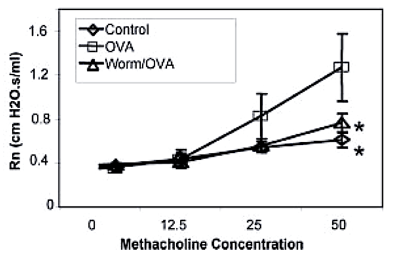 1.6
1.2
0.8
0.4
0
Rn (cm H2O.s/ml)
Control
OVA
Worm/OVA
*
*
0 12.5 25 50
Methacholine Concentration